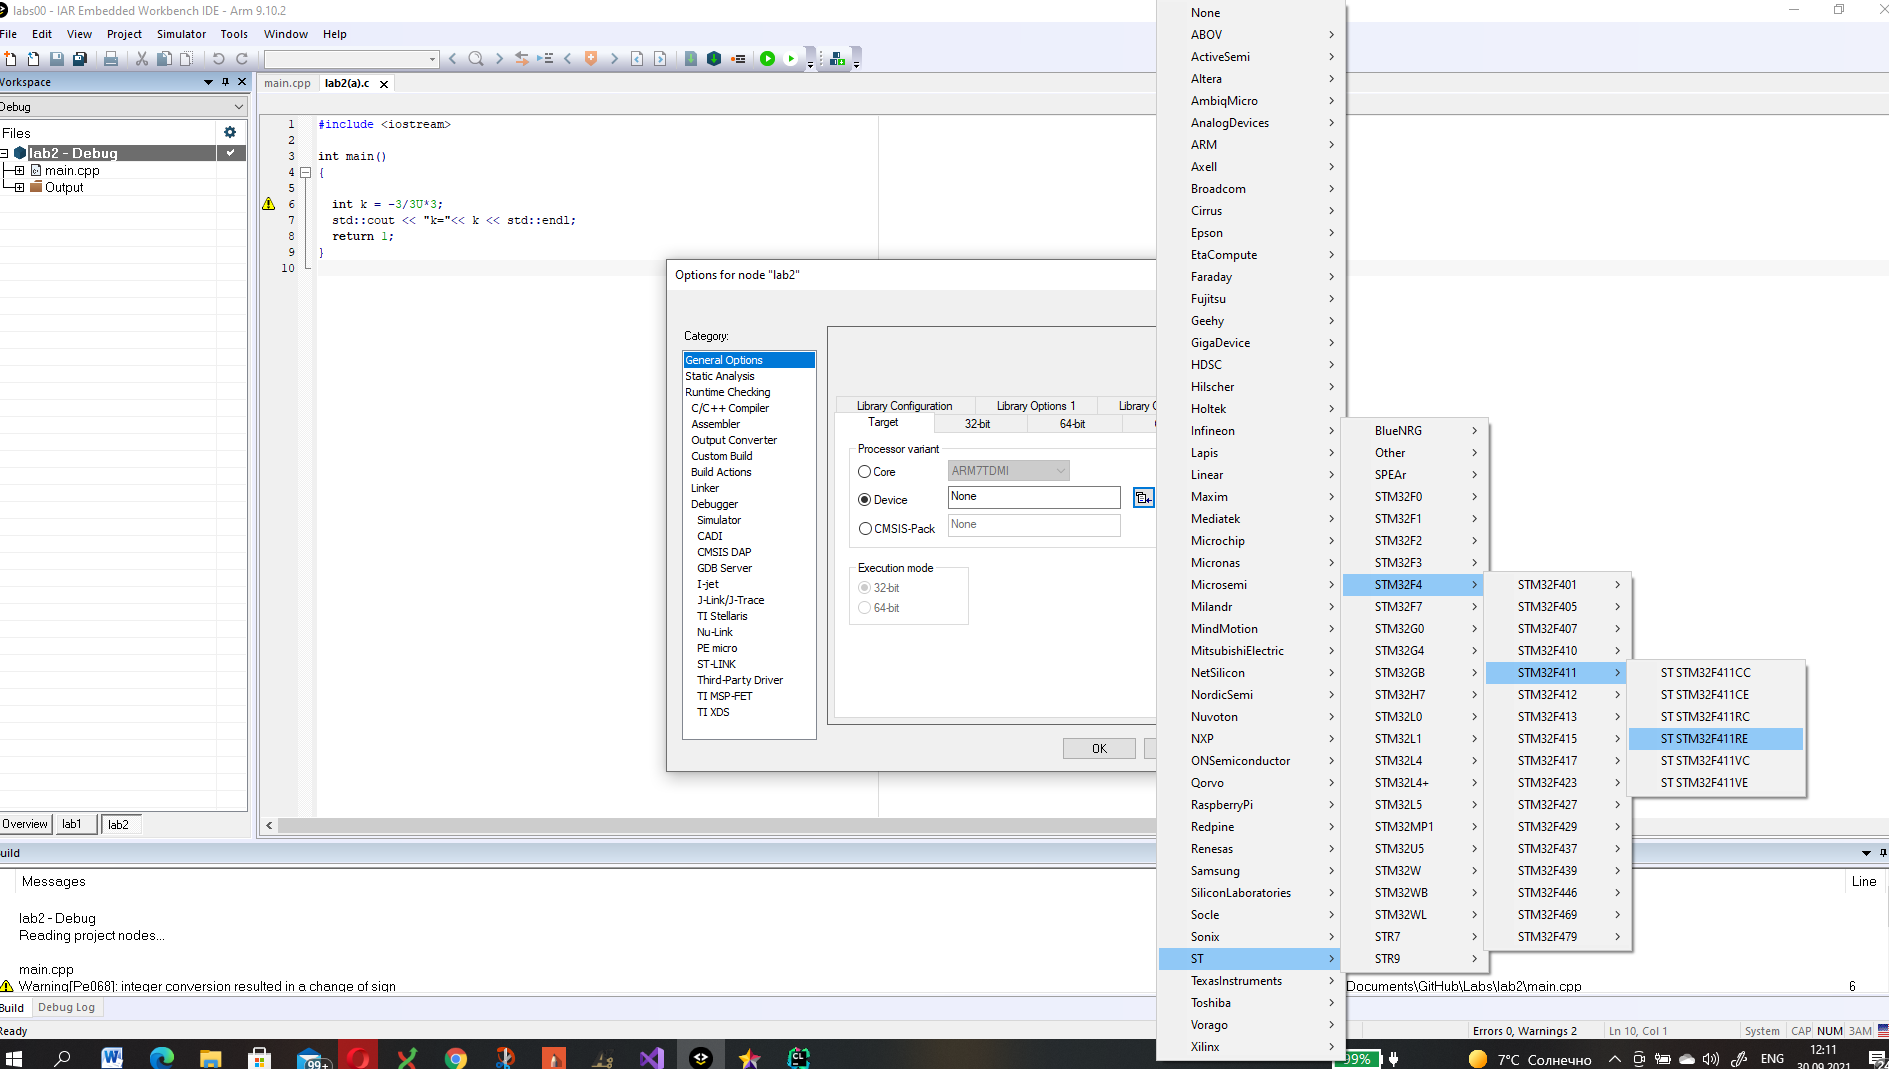 labs00 - IAR Embedded Workbench IDE - Arm 9.10.2
File Edit View Project Simulator Tools Window Help
Workspace
Debug
Files
lab2 - Debug
main.cpp
Output
Overview lab1 lab2
main.cpp lab2(a).c
1 #include <iostream>
2
3 int main()
4 {
5
6 int k = -3/3U*3;
7 std::cout << "k="<< k << std::endl;
8 return 1;
9 }
10
Options for node "lab2"
Category:
General Options
Static Analysis
Runtime Checking
C/C++ Compiler
Assembler
Output Converter
Custom Build
Build Actions
Linker
Debugger
Simulator
CADI
CMSIS DAP
GDB Server
I-jet
J-Link/J-Trace
TI Stellaris
Nu-Link
PE micro
ST-LINK
Third-Party Driver
TI MSP-FET
TI XDS
Library Configuration Library Options 1 Library O
Target 32-bit 64-bit
Processor variant
Core ARM7TDMI
Device None
CMSIS-Pack None
Execution mode
32-bit
64-bit
OK
None
ABOV
ActiveSemi
Altera
AmbiqMicro
AnalogDevices
ARM
Axell
Broadcom
Cirrus
Epson
EtaCompute
Faraday
Fujitsu
Geehy
GigaDevice
HDSC
Hilscher
Holtek
Infineon
Lapis
Linear
Maxim
Mediatek
Microchip
Micronas
Microsemi
Milandr
MindMotion
MitsubishiElectric
NetSilicon
NordicSemi
Nuvoton
NXP
ONSemiconductor
Qorvo
RaspberryPi
Redpine
Renesas
Samsung
SiliconLaboratories
Socle
Sonix
ST
TexasInstruments
Toshiba
Vorago
Xilinx
BlueNRG
Other
SPEAr
STM32F0
STM32F1
STM32F2
STM32F3
STM32F4
STM32F7
STM32G0
STM32G4
STM32GB
STM32H7
STM32L0
STM32L1
STM32L4
STM32L4+
STM32L5
STM32MP1
STM32U5
STM32W
STM32WB
STM32WL
STR7
STR9
STM32F401
STM32F405
STM32F407
STM32F410
STM32F411
STM32F412
STM32F413
STM32F415
STM32F417
STM32F423
STM32F427
STM32F429
STM32F437
STM32F439
STM32F446
STM32F469
STM32F479
ST STM32F411CC
ST STM32F411CE
ST STM32F411RC
ST STM32F411RE
ST STM32F411VC
ST STM32F411VE
uild
Messages Line
lab2 - Debug
Reading project nodes...
main.cpp
Warning[Pe068]: integer conversion resulted in a change of sign Documents\GitHub\Labs\lab2\main.cpp 6
Build Debug Log
Ready Errors 0, Warnings 2 Ln 10, Col 1 System CAP NUM ЗАМ
99+ 99% 7°C Солнечно ENG 12:11
30.09.2021